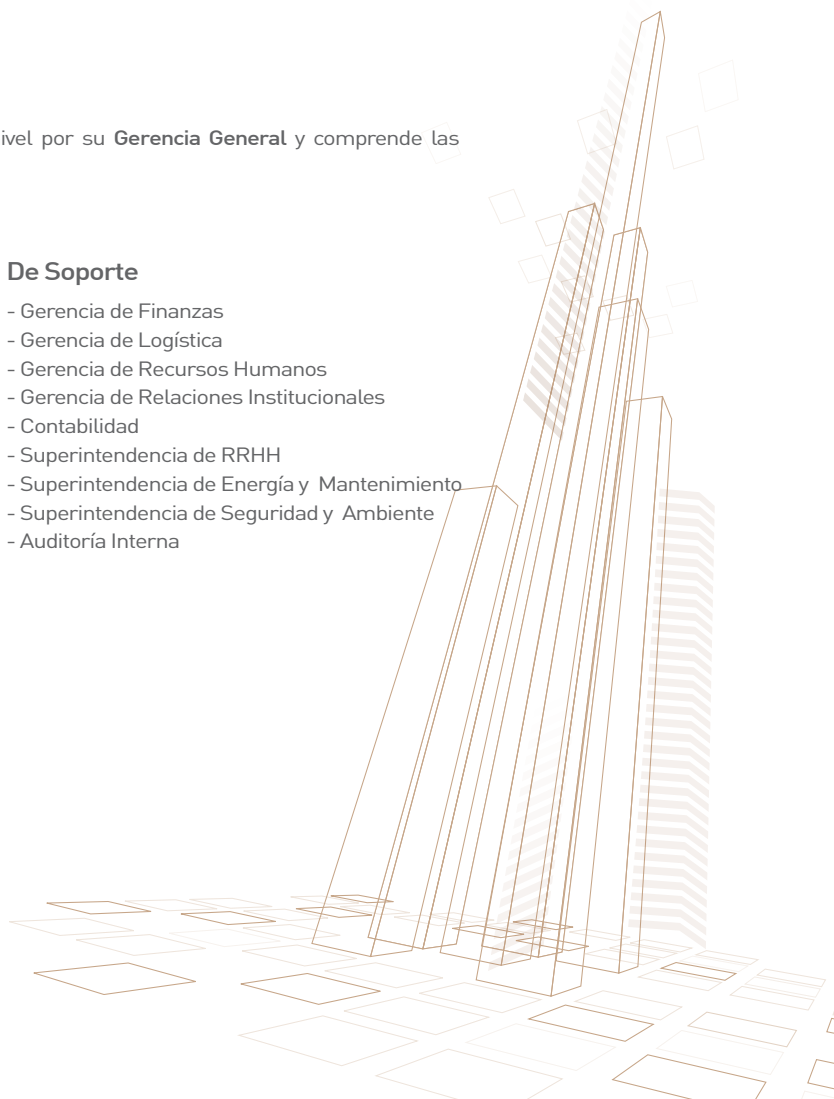 ivel por su Gerencia General y comprende las
De Soporte
- Gerencia de Finanzas
- Gerencia de Logística
- Gerencia de Recursos Humanos
- Gerencia de Relaciones Institucionales
- Contabilidad
- Superintendencia de RRHH
- Superintendencia de Energía y Mantenimiento
- Superintendencia de Seguridad y Ambiente
- Auditoría Interna